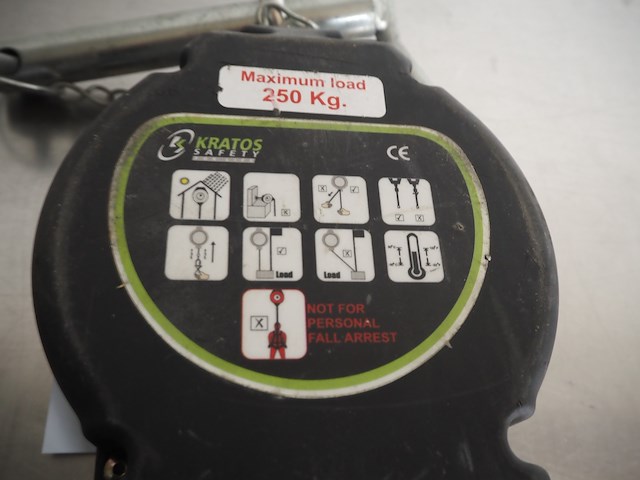 Maximum load
250 Kg.
KRATOS
SAFETY
CE
Load
Load
NOT FOR
PERSONAL
FALL ARREST